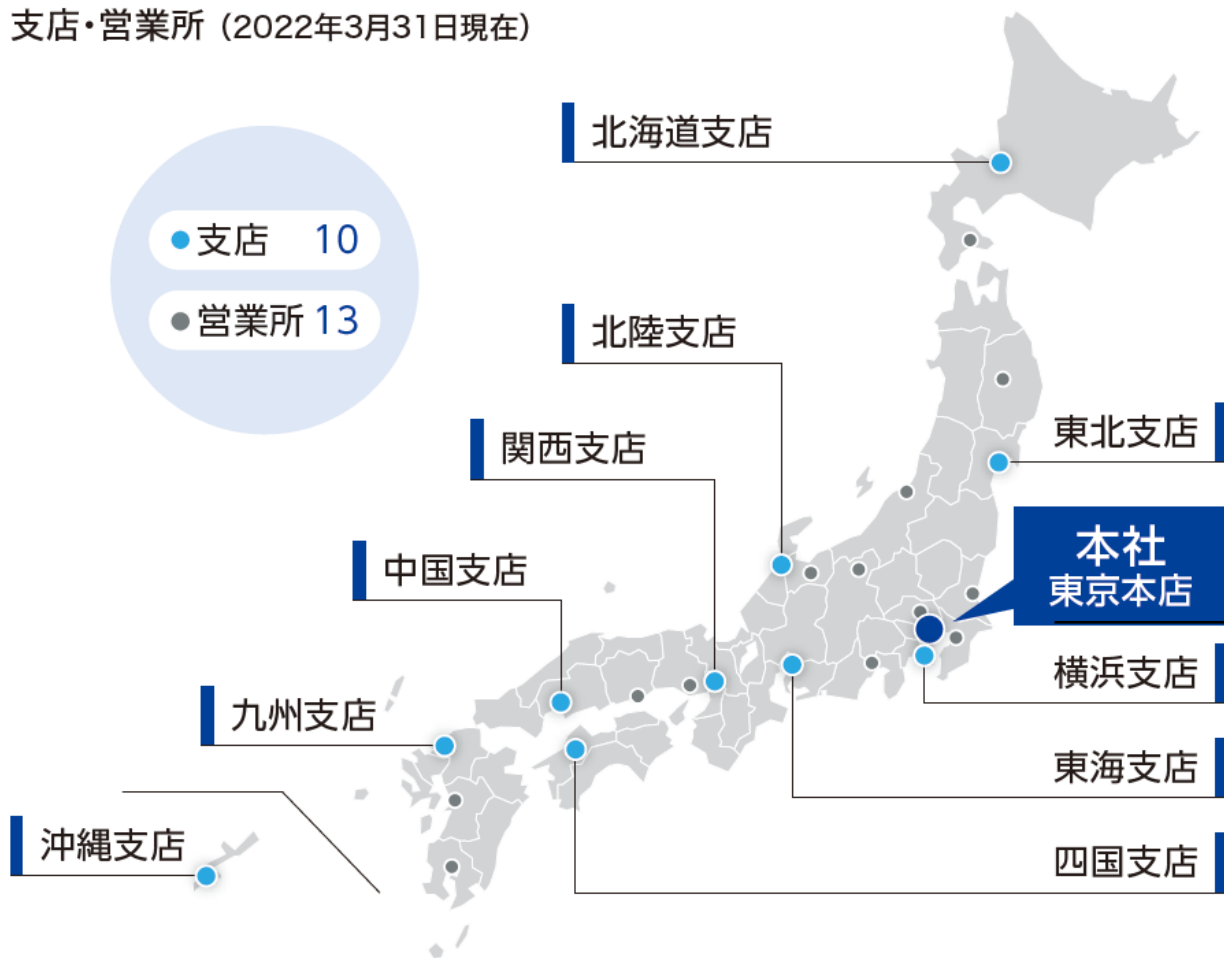 支店・営業所（2022年3月31日現在）
北海道支店
支店 10
営業所 13
北陸支店
東北支店
関西支店
本社
東京本店
中国支店
横浜支店
九州支店
東海支店
沖縄支店
四国支店